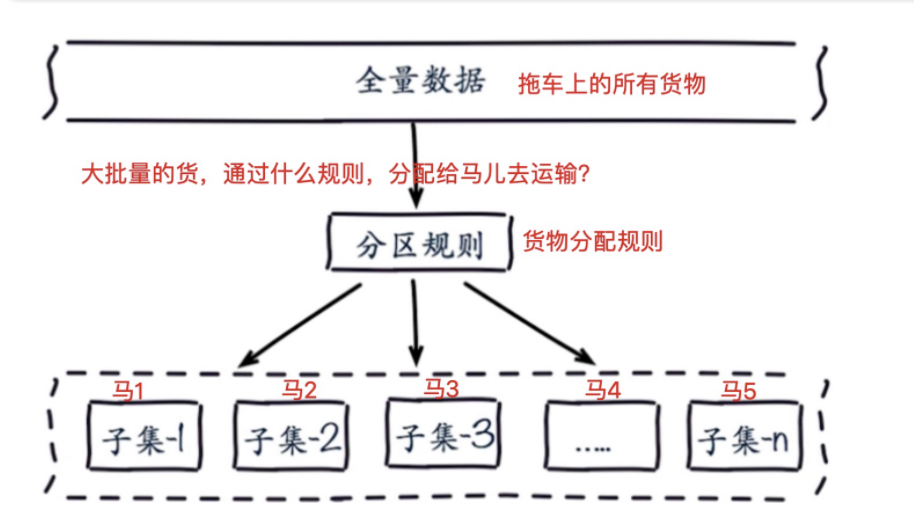 全量数据 拖车上的所有货物
大批量的货，通过什么规则，分配给马儿去运输？
分区规则 货物分配规则
马1 马2 马3 马4 马5
子集-1 子集-2 子集-3 ..... 子集-n